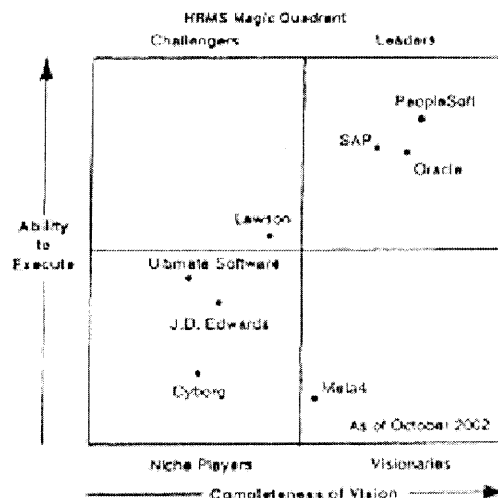 HRMS Magic Quadrant
Challengers
Leaders
PeopleSoft
SAP
Oracle
Lawson
Ability
to
Execute
Ultimate Software
J.D. Edwards
Cyborg
Meta4
As of October 2002
Niche Players
Visionaries
Completeness of Vision